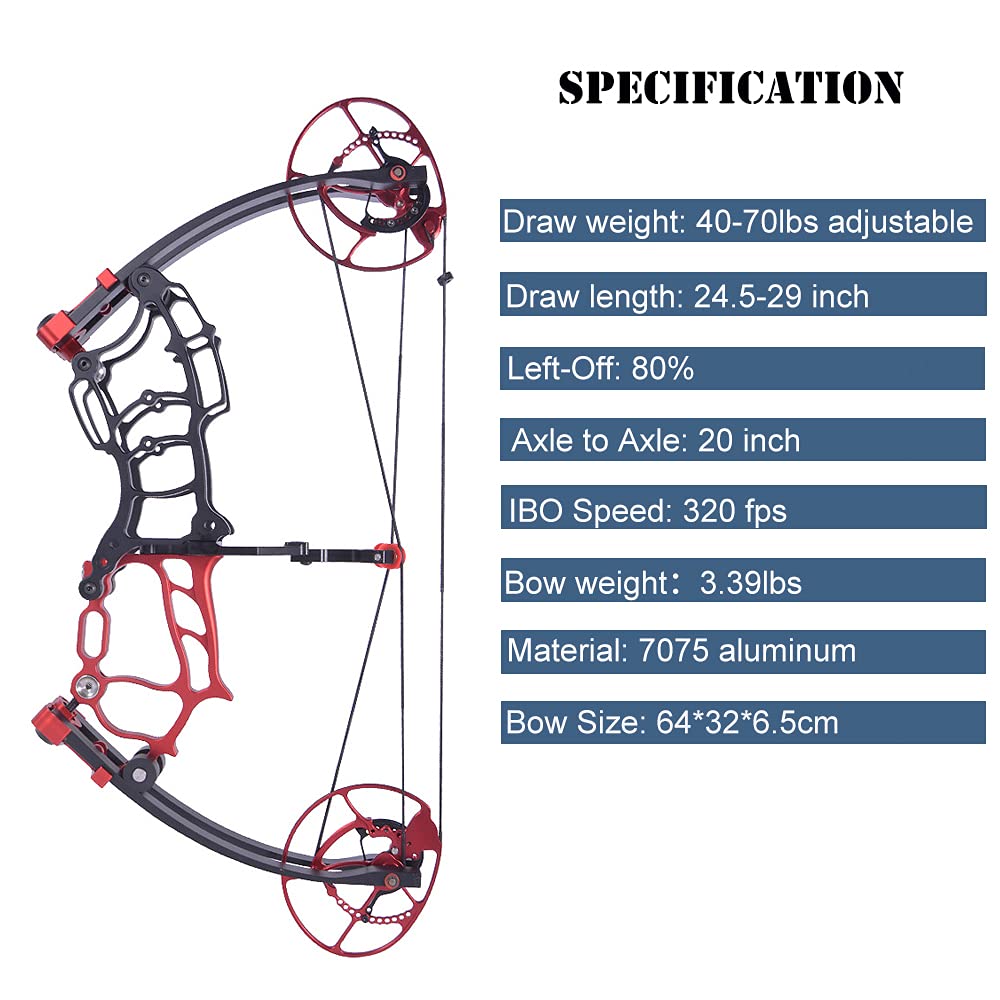 SPECIFICATION
Draw weight: 40-70lbs adjustable
Draw length: 24.5-29 inch
Left-Off: 80%
Axle to Axle: 20 inch
IBO Speed: 320 fps
Bow weight： 3.39lbs
Material: 7075 aluminum
Bow Size: 64*32*6.5cm